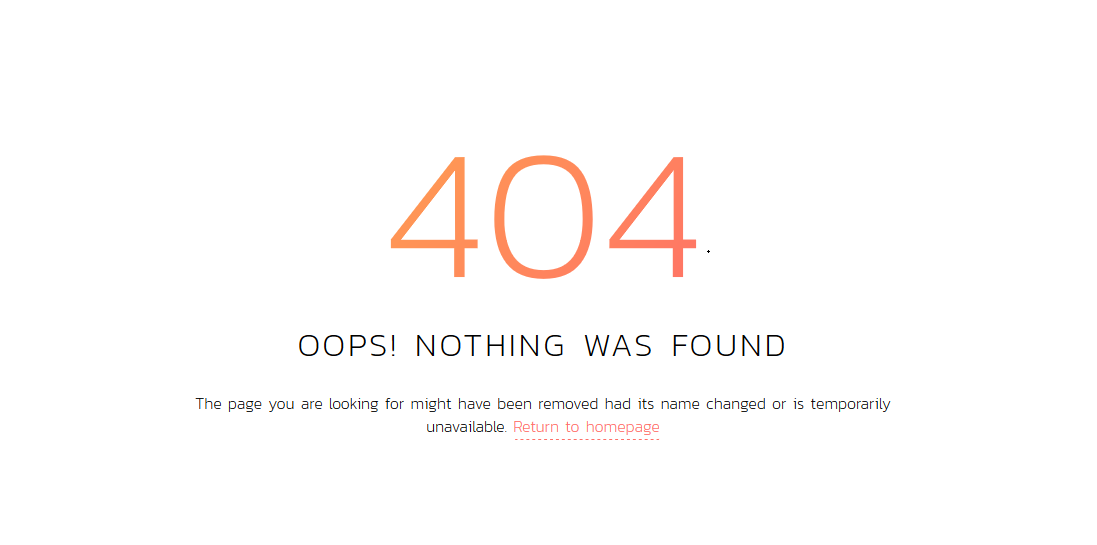 404
OOPS! NOTHING WAS FOUND
The page you are looking for might have been removed had its name changed or is temporarily
unavailable. Return to homepage